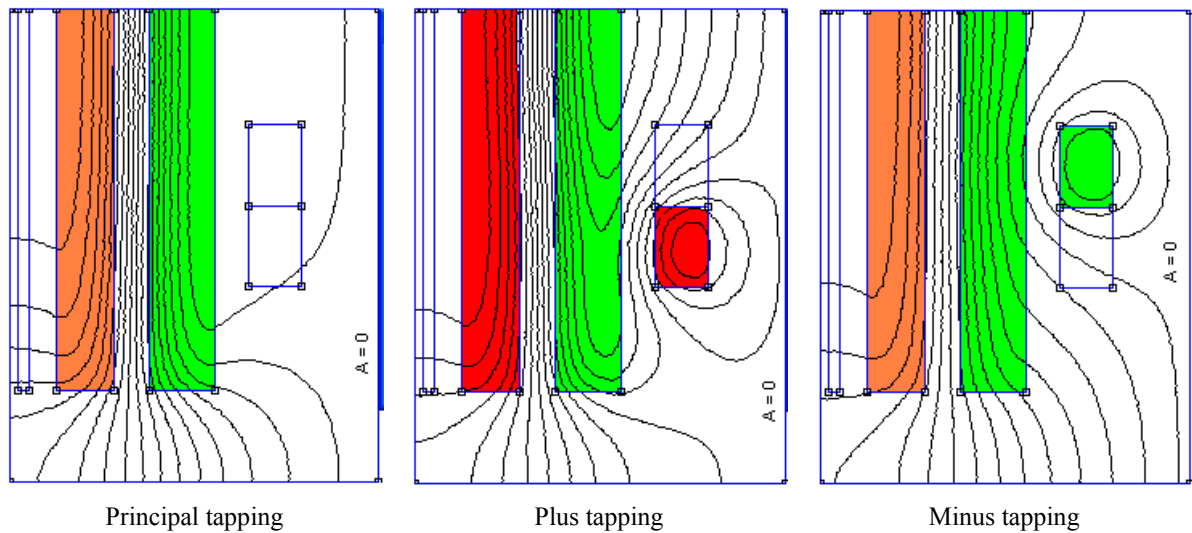 A = 0
A = 0
A = 0
Principal tapping
Plus tapping
Minus tapping